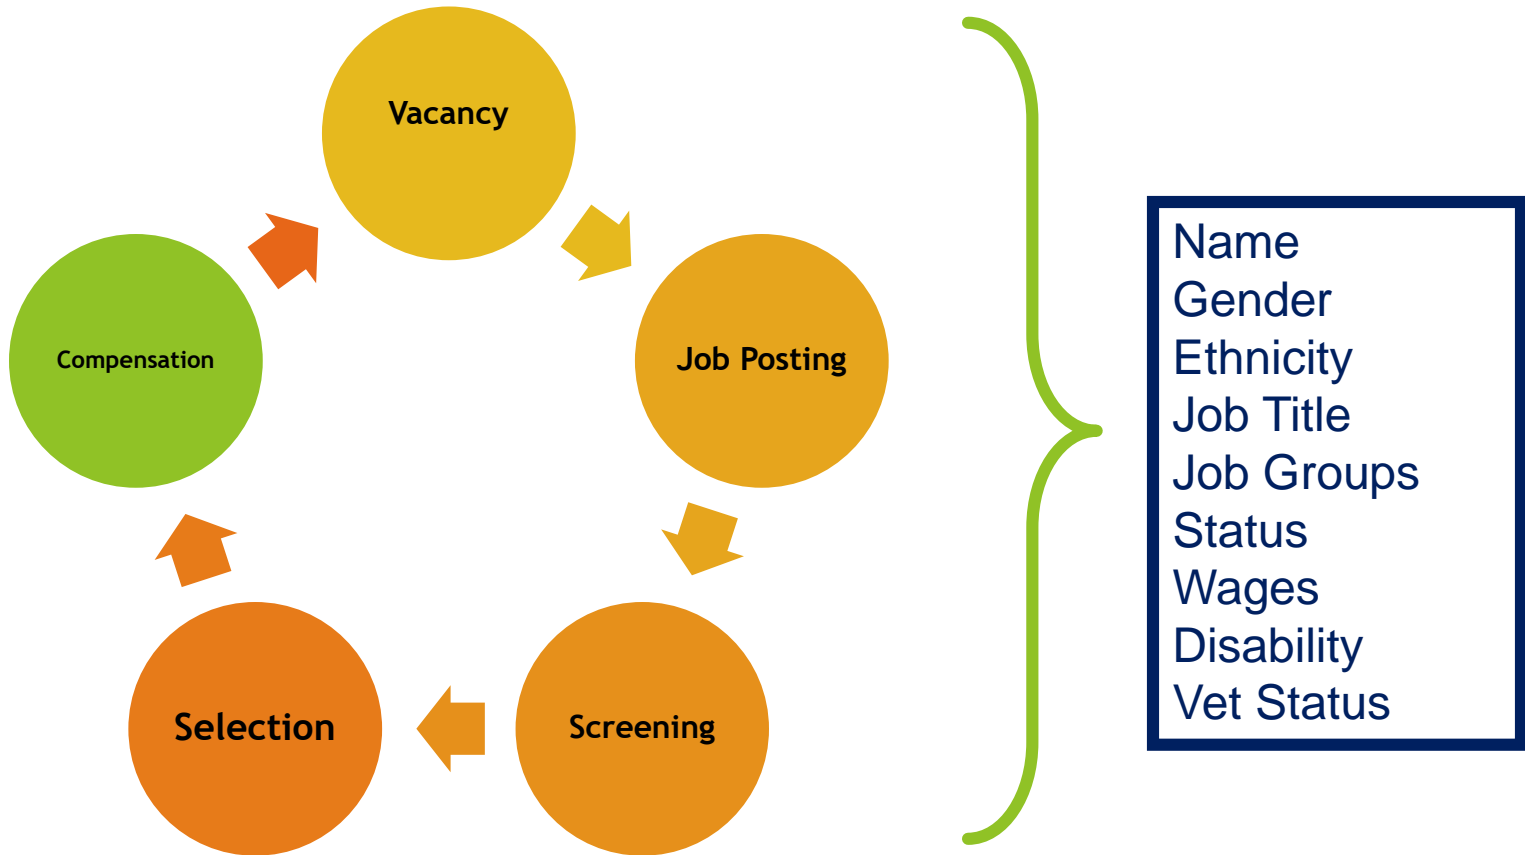 Vacancy
Job Posting
Screening
Selection
Compensation
Name
Gender
Ethnicity
Job Title
Job Groups
Status
Wages
Disability
Vet Status